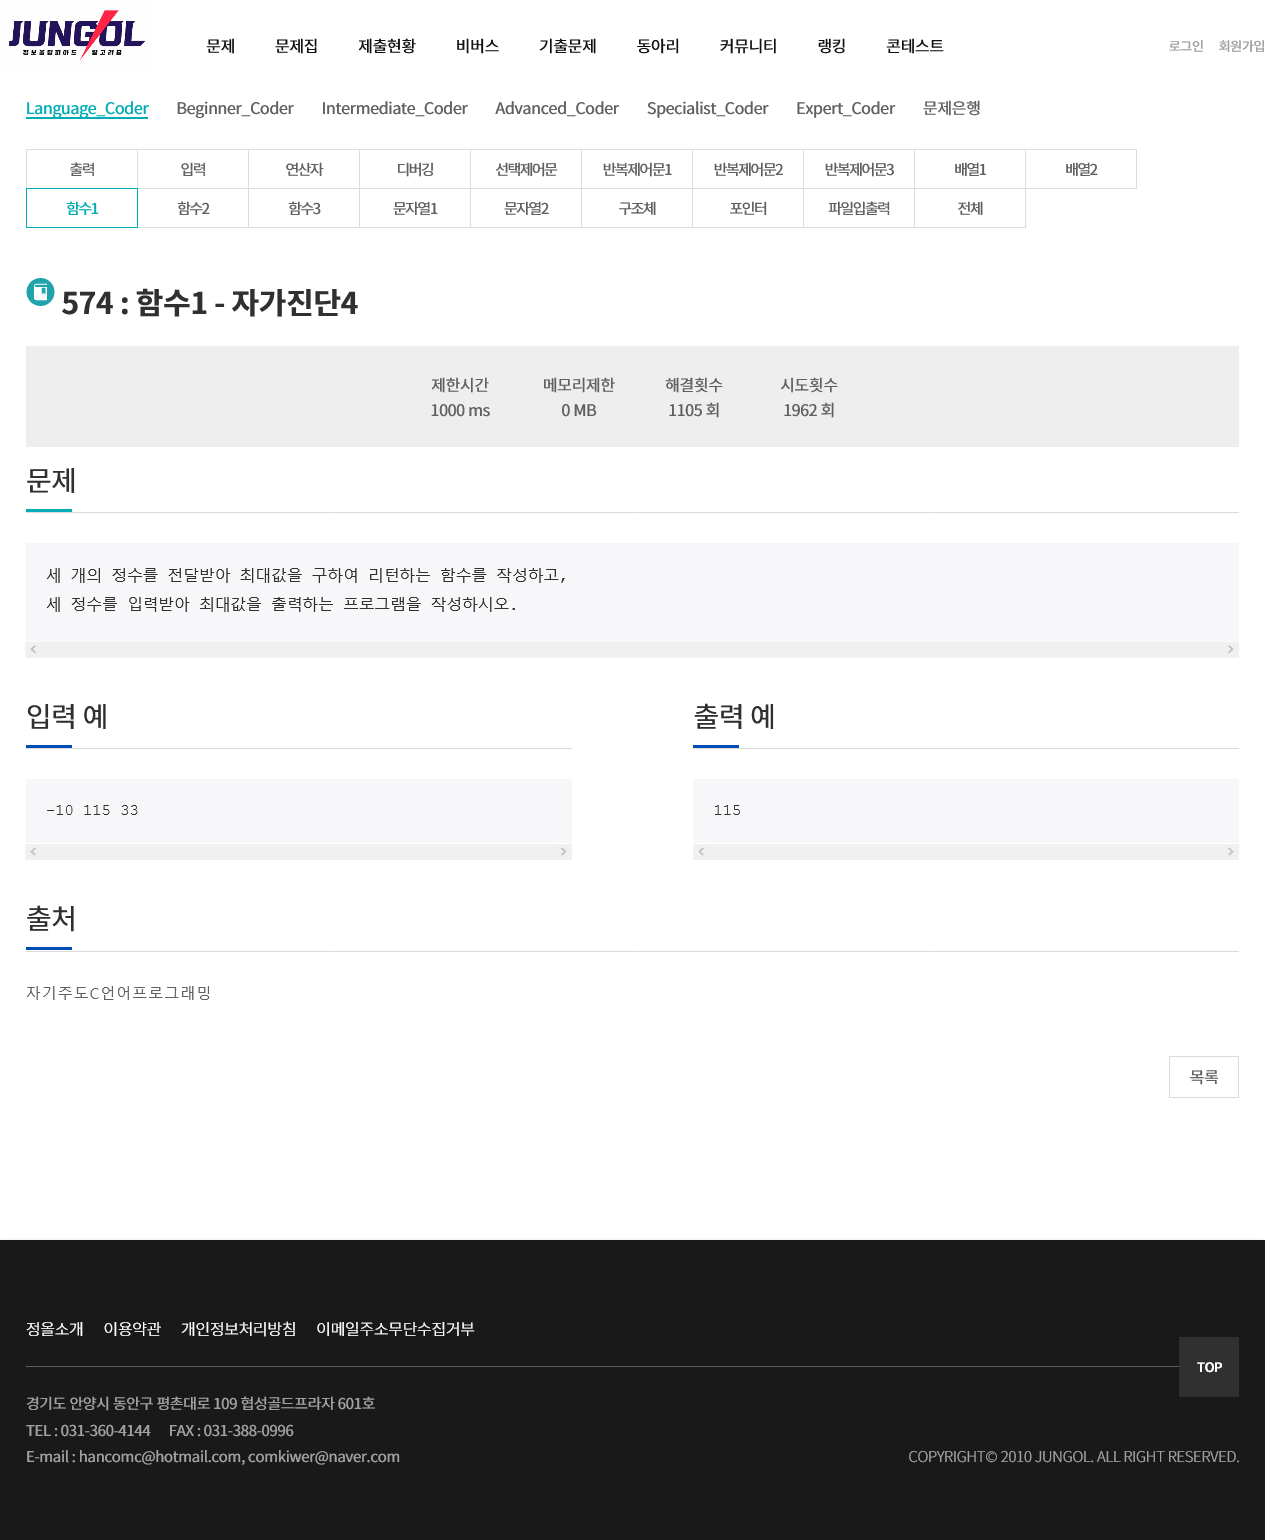 JUNGOL
정보올림피아드 알고리즘
문제 문제집 제출현황 비버스 기출문제 동아리 커뮤니티 랭킹 콘테스트 로그인 회원가입
Language_Coder Beginner_Coder Intermediate_Coder Advanced_Coder Specialist_Coder Expert_Coder 문제은행
출력 입력 연산자 디버깅 선택제어문 반복제어문1 반복제어문2 반복제어문3 배열1 배열2
함수1 함수2 함수3 문자열1 문자열2 구조체 포인터 파일입출력 전체
574 : 함수1 - 자가진단4
제한시간 메모리제한 해결횟수 시도횟수
1000 ms 0 MB 1105 회 1962 회
문제
세 개의 정수를 전달받아 최대값을 구하여 리턴하는 함수를 작성하고,
세 정수를 입력받아 최대값을 출력하는 프로그램을 작성하시오.
입력 예 출력 예
-10 115 33 115
출처
자기주도C언어프로그래밍
목록
정올소개 이용약관 개인정보처리방침 이메일주소무단수집거부
TOP
경기도 안양시 동안구 평촌대로 109 협성골드프라자 601호
TEL : 031-360-4144 FAX : 031-388-0996
E-mail : hancomc@hotmail.com, comkiwer@naver.com COPYRIGHT© 2010 JUNGOL. ALL RIGHT RESERVED.